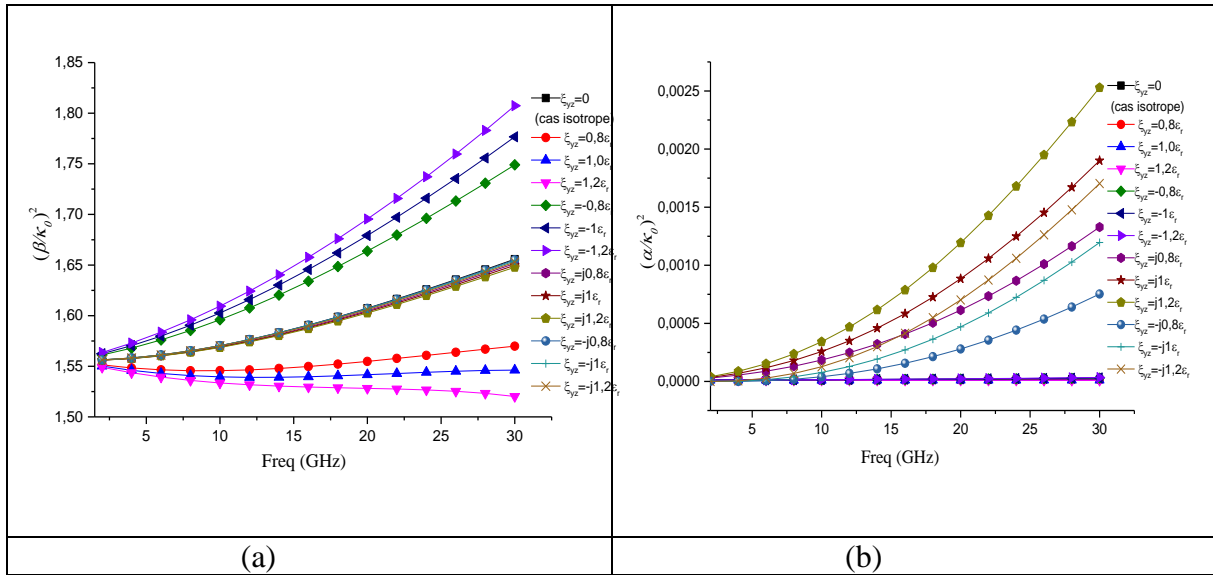 1,85
1,80
1,75
1,70
1,65
1,60
1,55
1,50
(β/κ₀)²
5 10 15 20 25 30
Freq (GHz)
ξyz=0
(cas isotrope)
ξyz=0,8εr
ξyz=1,0εr
ξyz=1,2εr
ξyz=-0,8εr
ξyz=-1εr
ξyz=-1,2εr
ξyz=j0,8εr
ξyz=j1εr
ξyz=j1,2εr
ξyz=-j0,8εr
ξyz=-j1εr
ξyz=-j1,2εr
(a)
0,0025
0,0020
0,0015
0,0010
0,0005
0,0000
(α/κ₀)²
5 10 15 20 25 30
Freq (GHz)
ξyz=0
(cas isotrope)
ξyz=0,8εr
ξyz=1,0εr
ξyz=1,2εr
ξyz=-0,8εr
ξyz=-1εr
ξyz=-1,2εr
ξyz=j0,8εr
ξyz=j1εr
ξyz=j1,2εr
ξyz=-j0,8εr
ξyz=-j1εr
ξyz=-j1,2εr
(b)